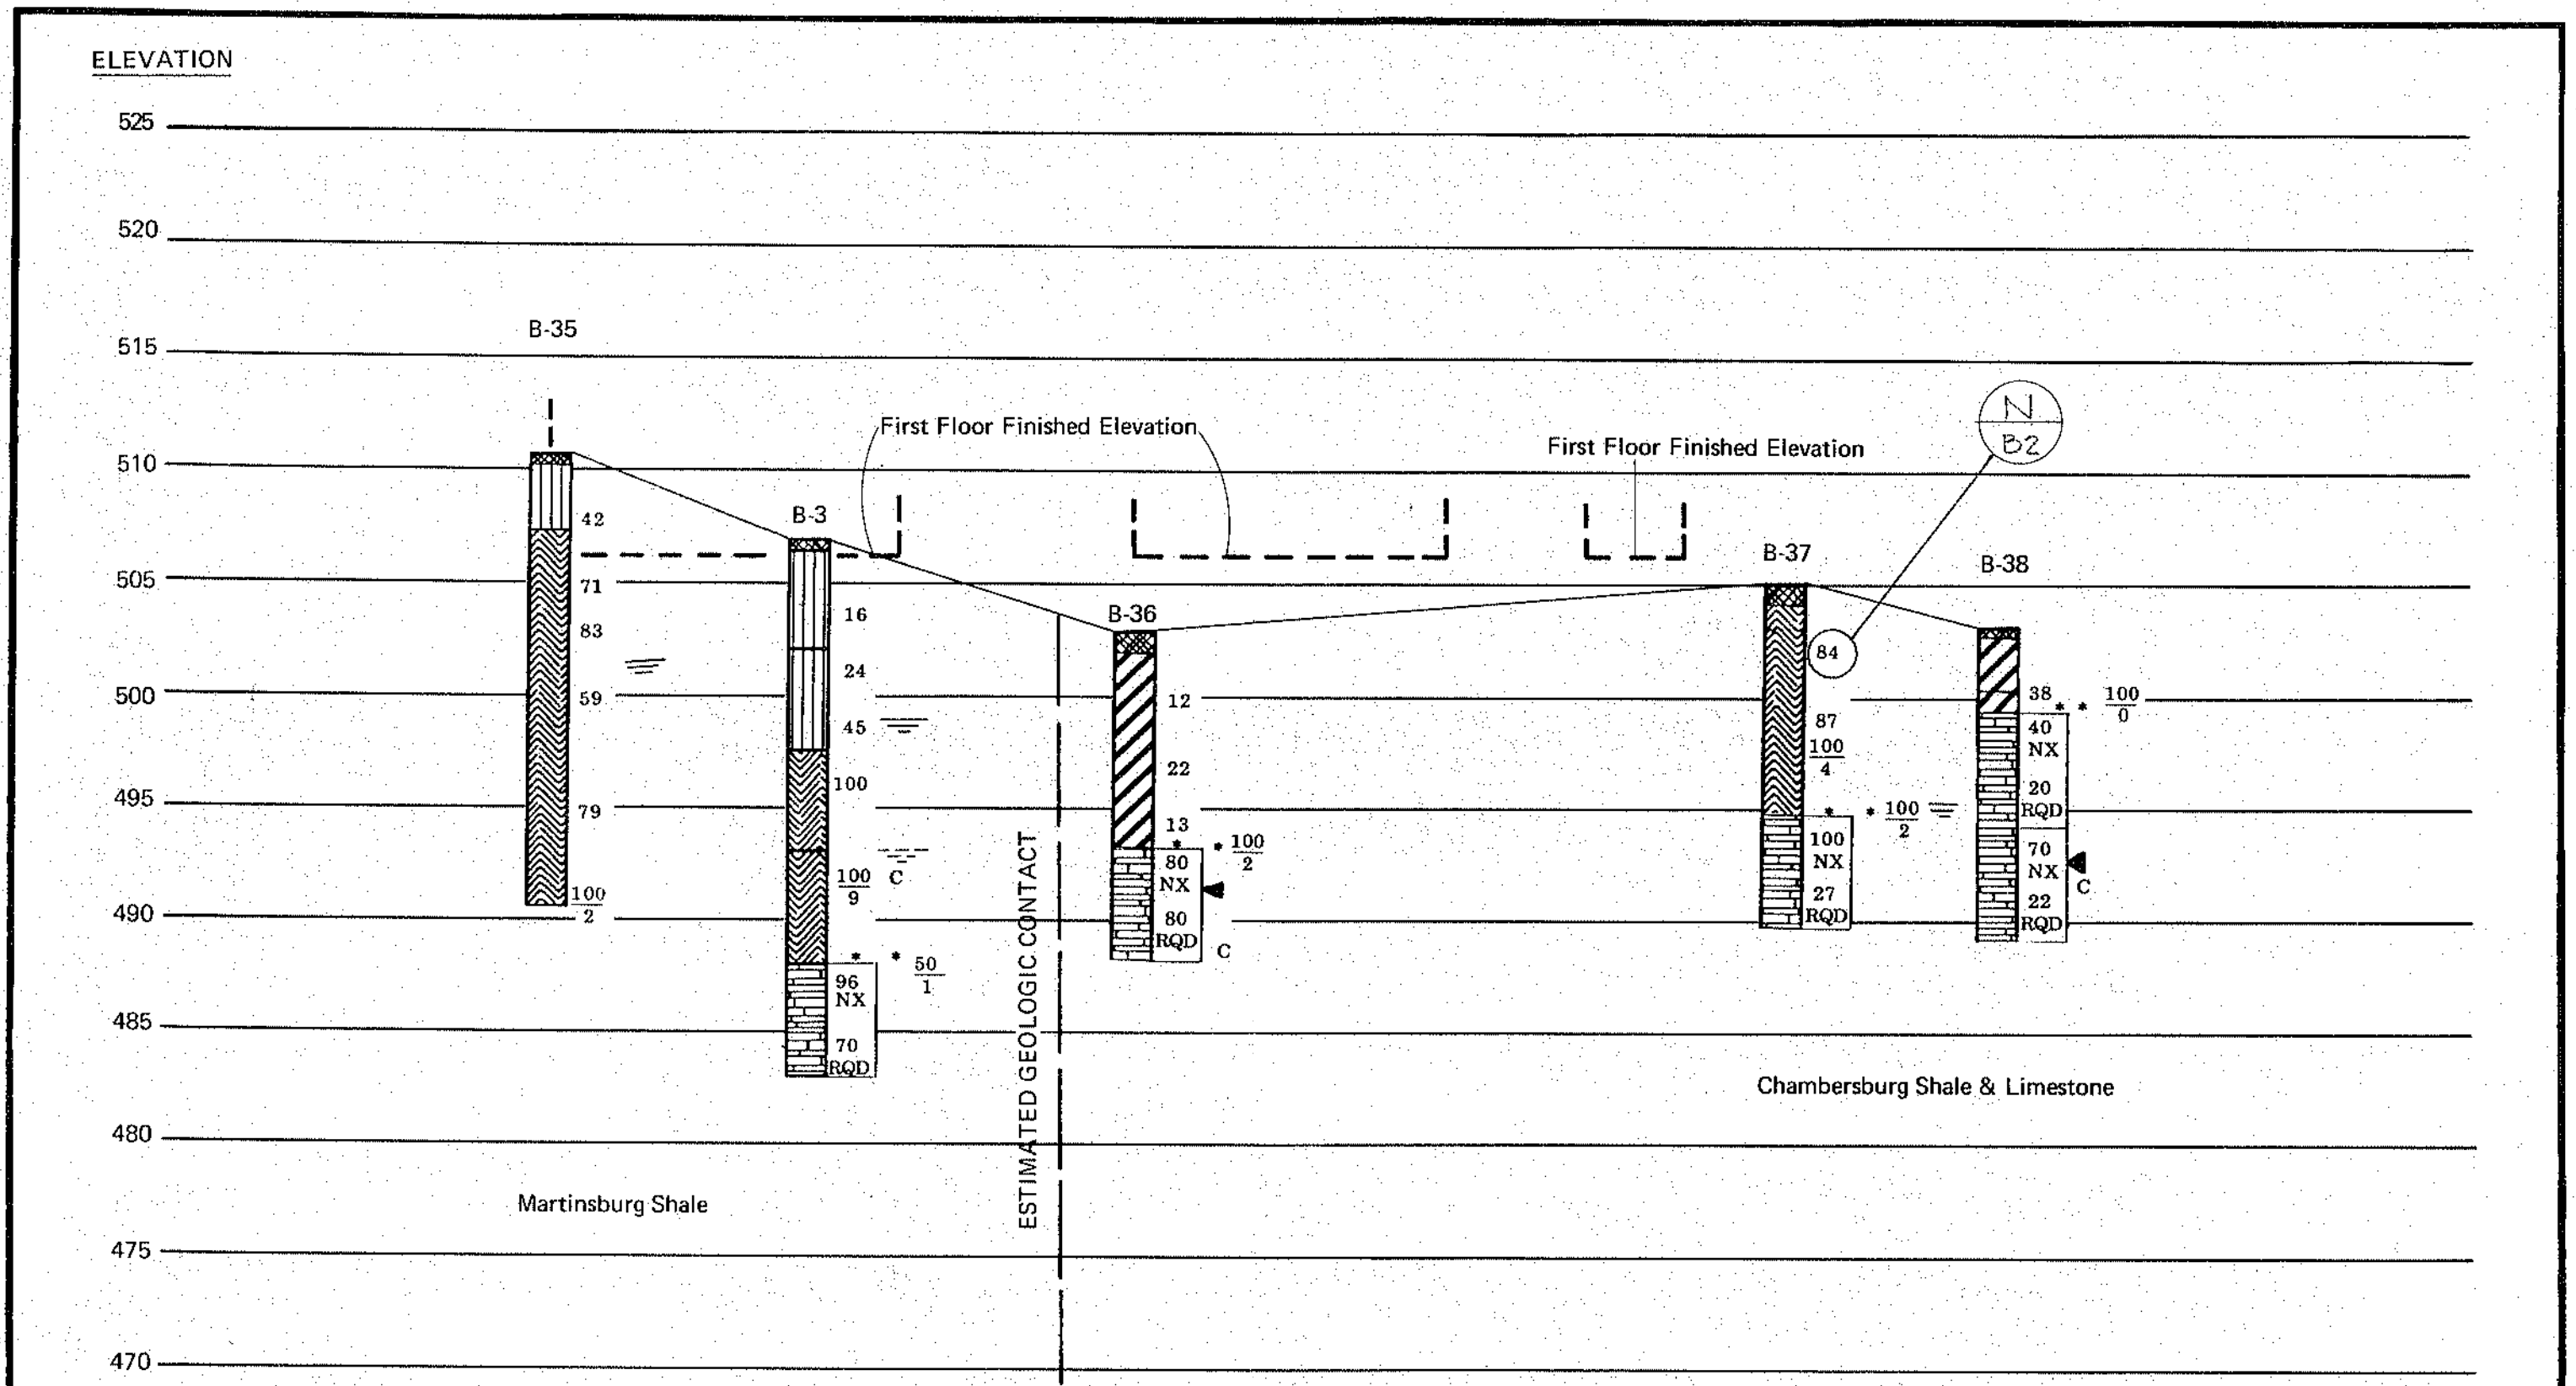 ELEVATION
525
520
515
510
505
500
495
490
485
480
475
470
B-35
42
71
83
59
79
100
2
B-3
16
24
45
100
100
9
C
* * 50
1
96
NX
70
RQD
First Floor Finished Elevation
ESTIMATED GEOLOGIC CONTACT
B-36
12
22
13
* * 100
2
80
NX
80
RQD
C
First Floor Finished Elevation
N
B2
B-37
84
87
100
4
* * 100
2
100
NX
27
RQD
B-38
38
* * 100
0
40
NX
20
RQD
70
NX
C
22
RQD
Chambersburg Shale & Limestone
Martinsburg Shale